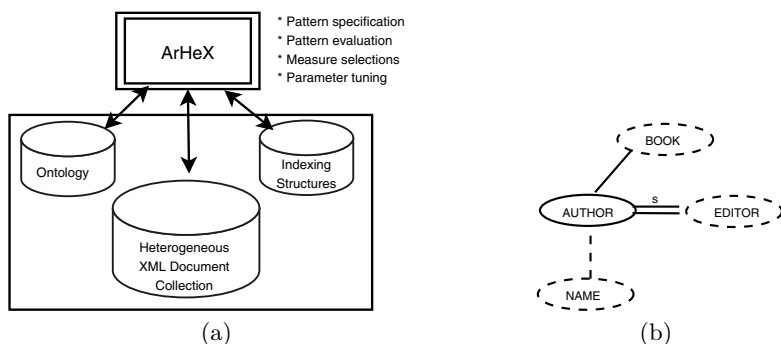 ArHeX
* Pattern specification
* Pattern evaluation
* Measure selections
* Parameter tuning
Ontology
Indexing
Structures
Heterogeneous
XML Document
Collection
(a)
BOOK
s
AUTHOR
EDITOR
NAME
(b)